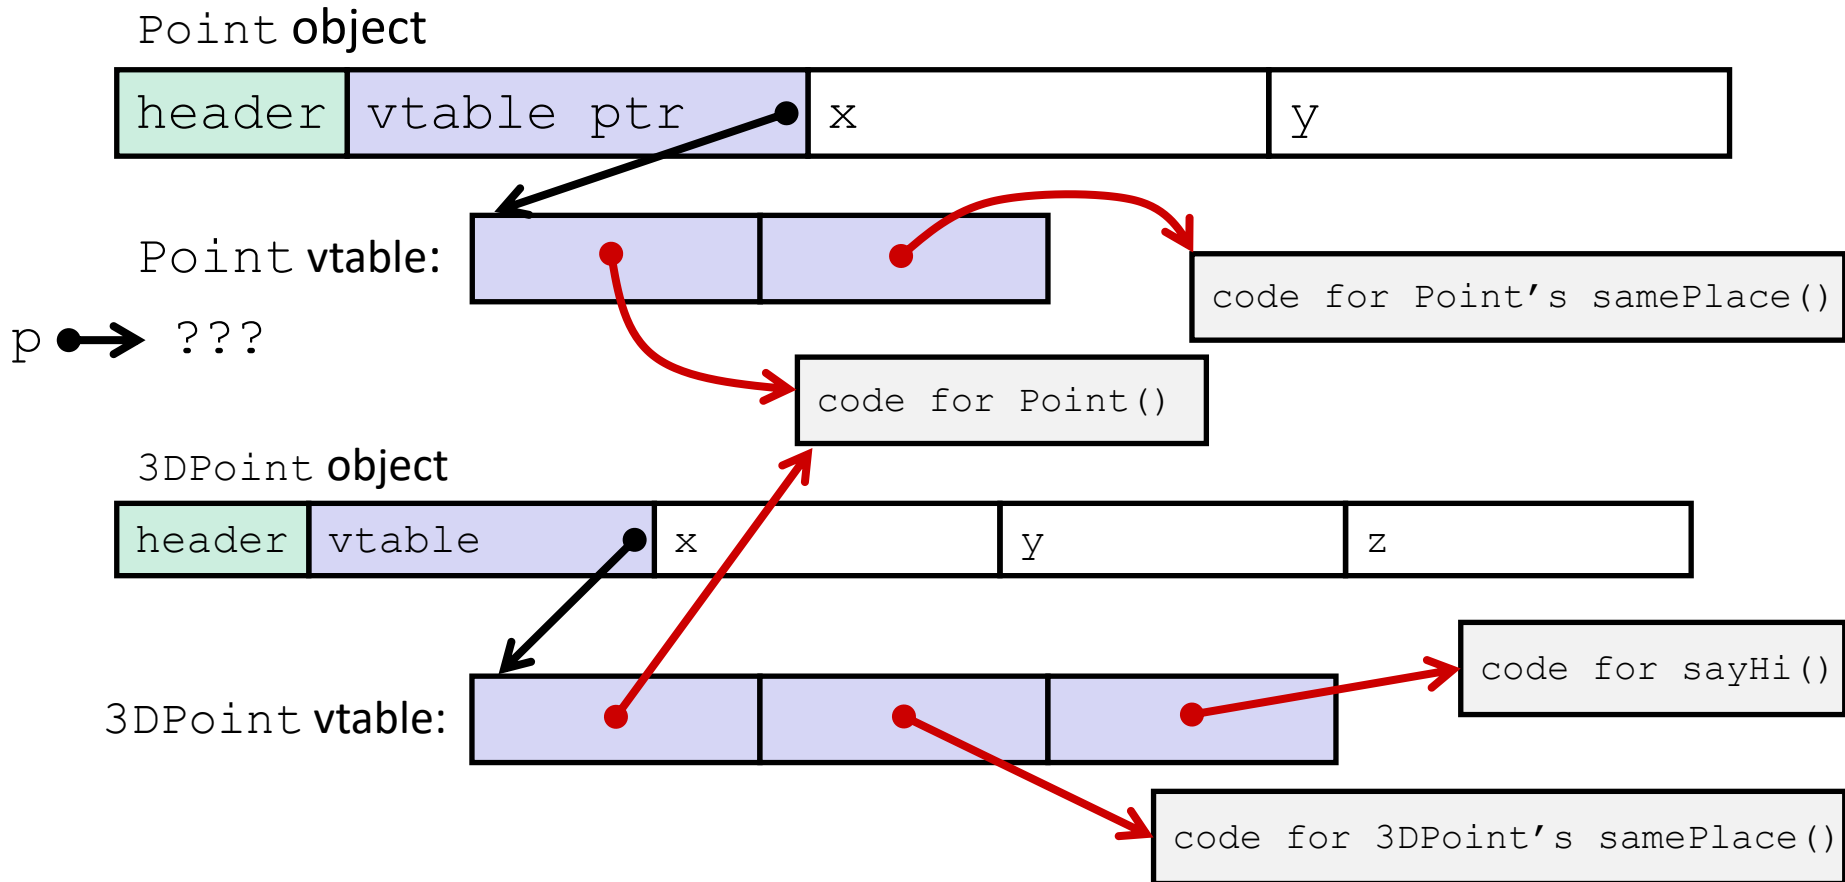 Point object
header vtable ptr x y
Point vtable:
code for Point’s samePlace()
p ???
code for Point()
3DPoint object
header vtable x y z
code for sayHi()
3DPoint vtable:
code for 3DPoint’s samePlace()